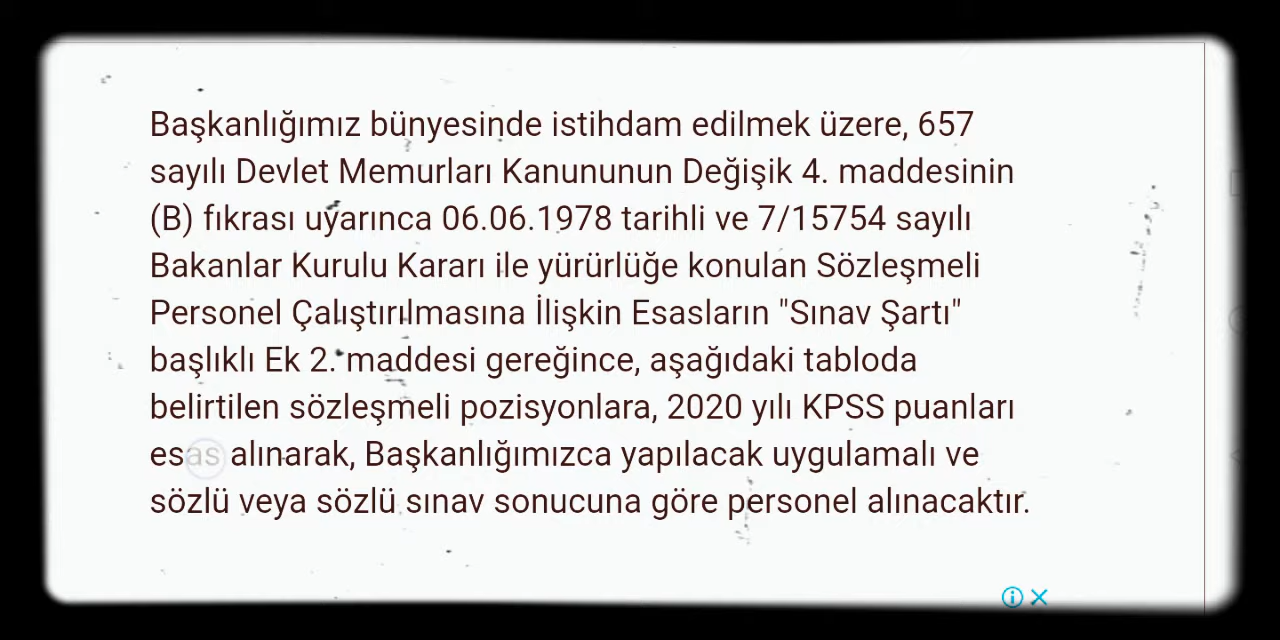 Başkanlığımız bünyesinde istihdam edilmek üzere, 657
sayılı Devlet Memurları Kanununun Değişik 4. maddesinin
(B) fıkrası uyarınca 06.06.1978 tarihli ve 7/15754 sayılı
Bakanlar Kurulu Kararı ile yürürlüğe konulan Sözleşmeli
Personel Çalıştırılmasına İlişkin Esasların "Sınav Şartı"
başlıklı Ek 2. maddesi gereğince, aşağıdaki tabloda
belirtilen sözleşmeli pozisyonlara, 2020 yılı KPSS puanları
esas alınarak, Başkanlığımızca yapılacak uygulamalı ve
sözlü veya sözlü sınav sonucuna göre personel alınacaktır.